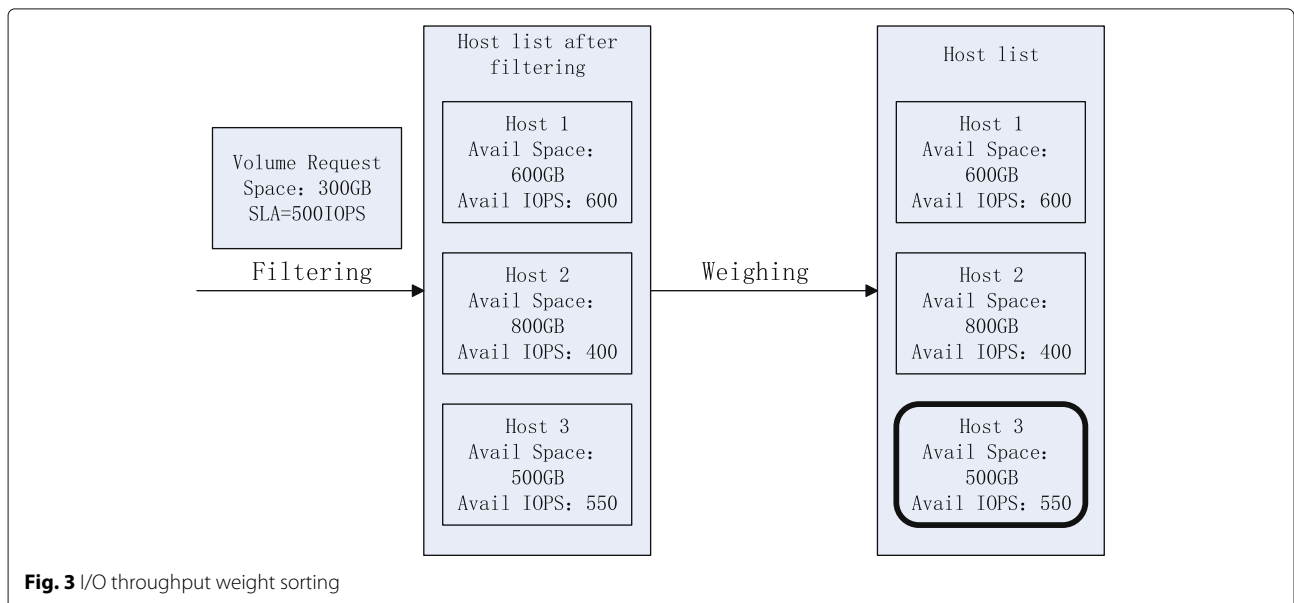 Host list after
filtering
Host list
Host 1
Avail Space:
600GB
Avail IOPS: 600
Host 1
Avail Space:
600GB
Avail IOPS: 600
Volume Request
Space: 300GB
SLA=500IOPS
Filtering
Host 2
Avail Space:
800GB
Avail IOPS: 400
Weighing
Host 2
Avail Space:
800GB
Avail IOPS: 400
Host 3
Avail Space:
500GB
Avail IOPS: 550
Host 3
Avail Space:
500GB
Avail IOPS: 550
Fig. 3 I/O throughput weight sorting